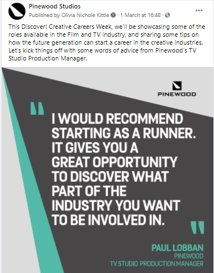 Pinewood Studios
Published by Olivia Nichole Kittle · 1 March at 16:48 ·
This Discover! Creative Careers Week, we'll be showcasing some of the
roles available in the Film and TV industry, and sharing some tips on
how the future generation can start a career in the creative industries.
Let's kick things off with some words of advice from Pinewood's TV
Studio Production Manager.
PINEWOOD
"I WOULD RECOMMEND
STARTING AS A RUNNER.
IT GIVES YOU A
GREAT OPPORTUNITY
TO DISCOVER WHAT
PART OF THE
INDUSTRY YOU WANT
TO BE INVOLVED IN."
PAUL LOBBAN
PINEWOOD
TV STUDIO PRODUCTION MANAGER